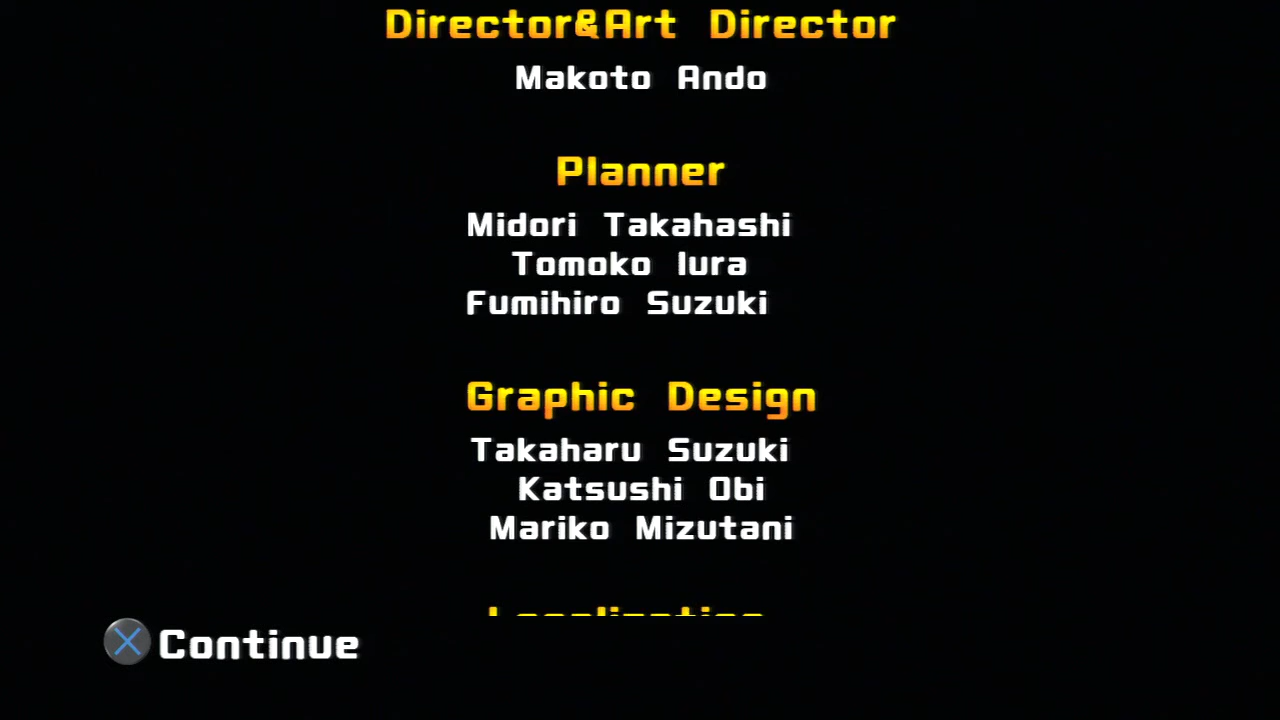 Director&Art Director
Makoto Ando
Planner
Midori Takahashi
Tomoko Iura
Fumihiro Suzuki
Graphic Design
Takaharu Suzuki
Katsushi Obi
Mariko Mizutani
Localization
Continue